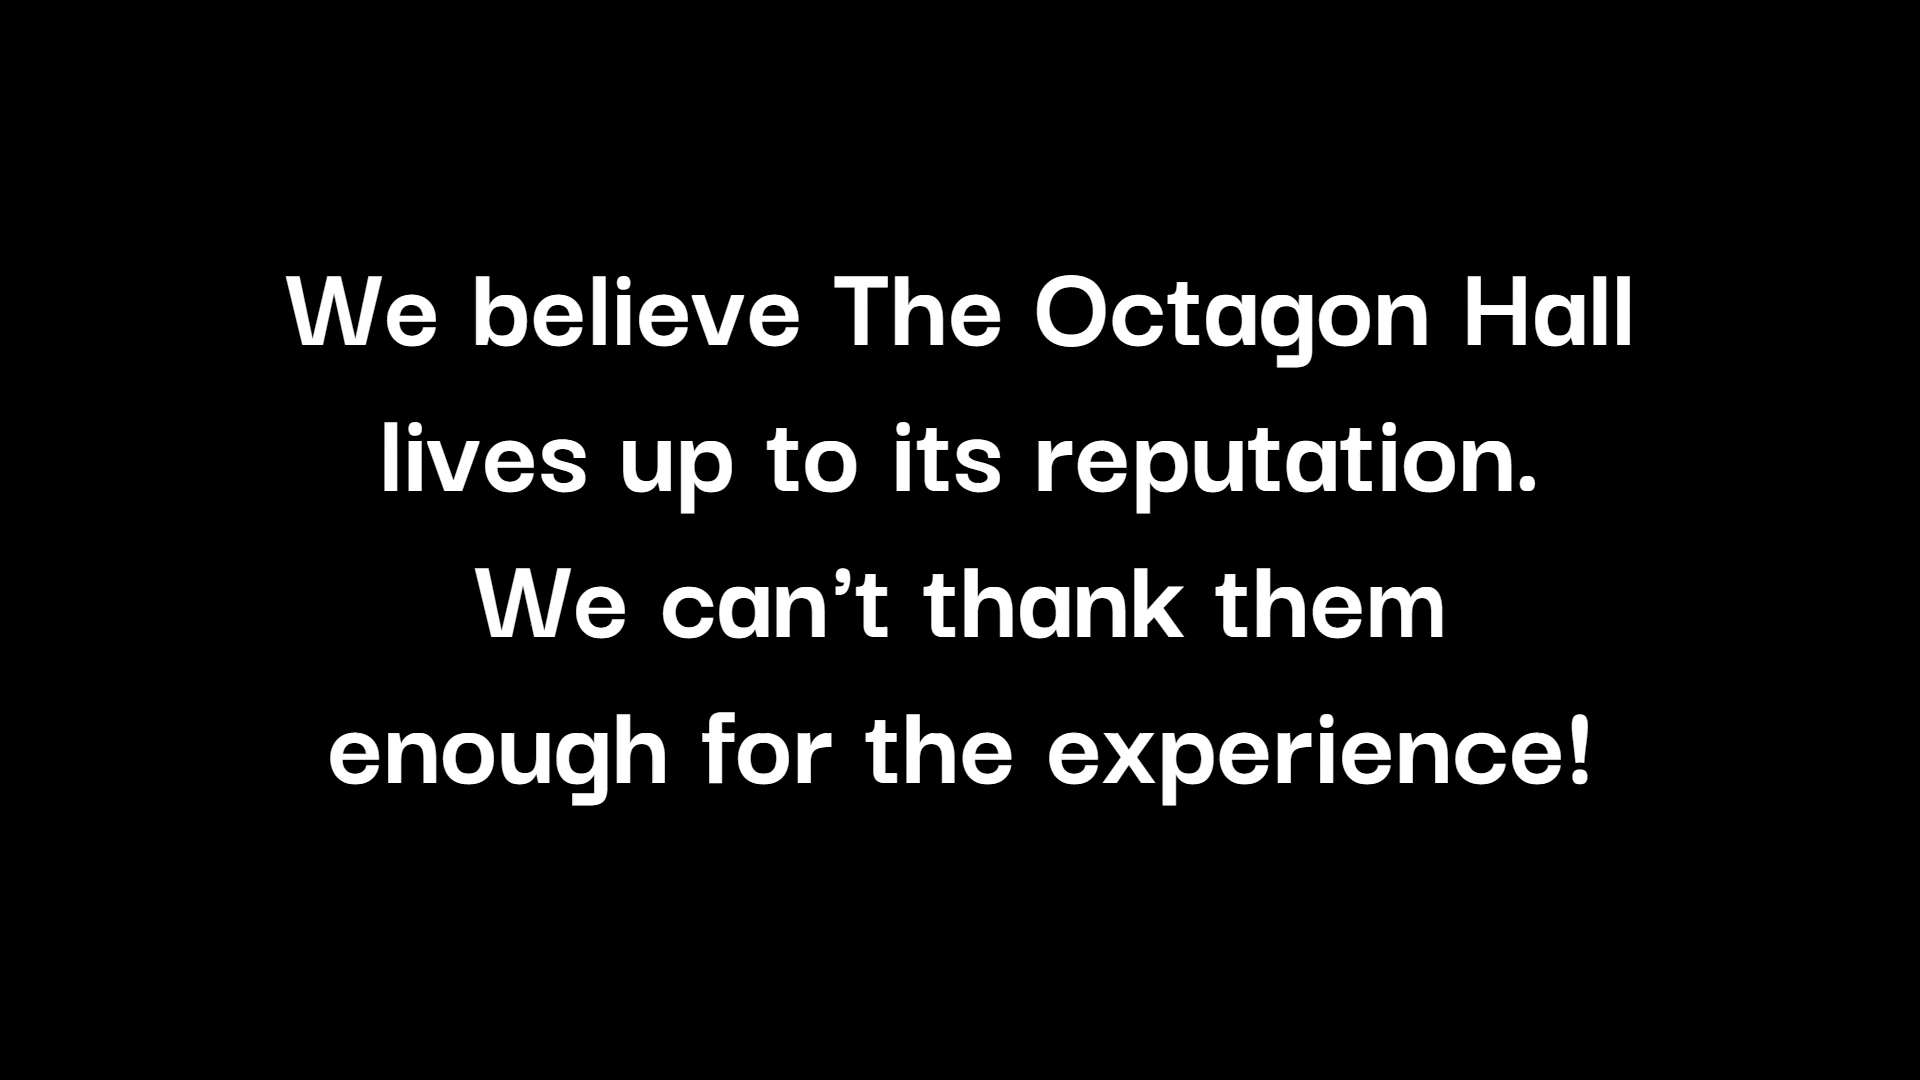 We believe The Octagon Hall
lives up to its reputation.
We can’t thank them
enough for the experience!